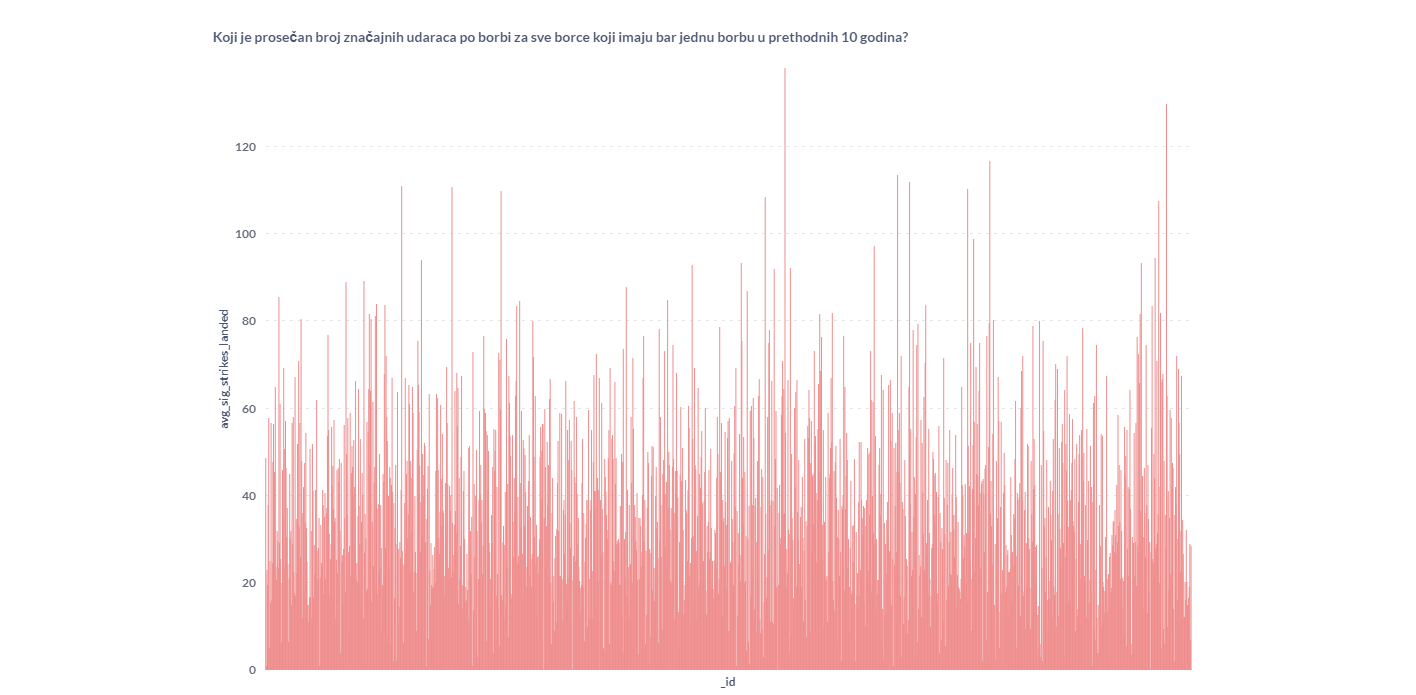 Koji je prosečan broj značajnih udaraca po borbi za sve borce koji imaju bar jednu borbu u prethodnih 10 godina?
120
100
80
60
40
20
0
avg_sig_strikes_landed
_id